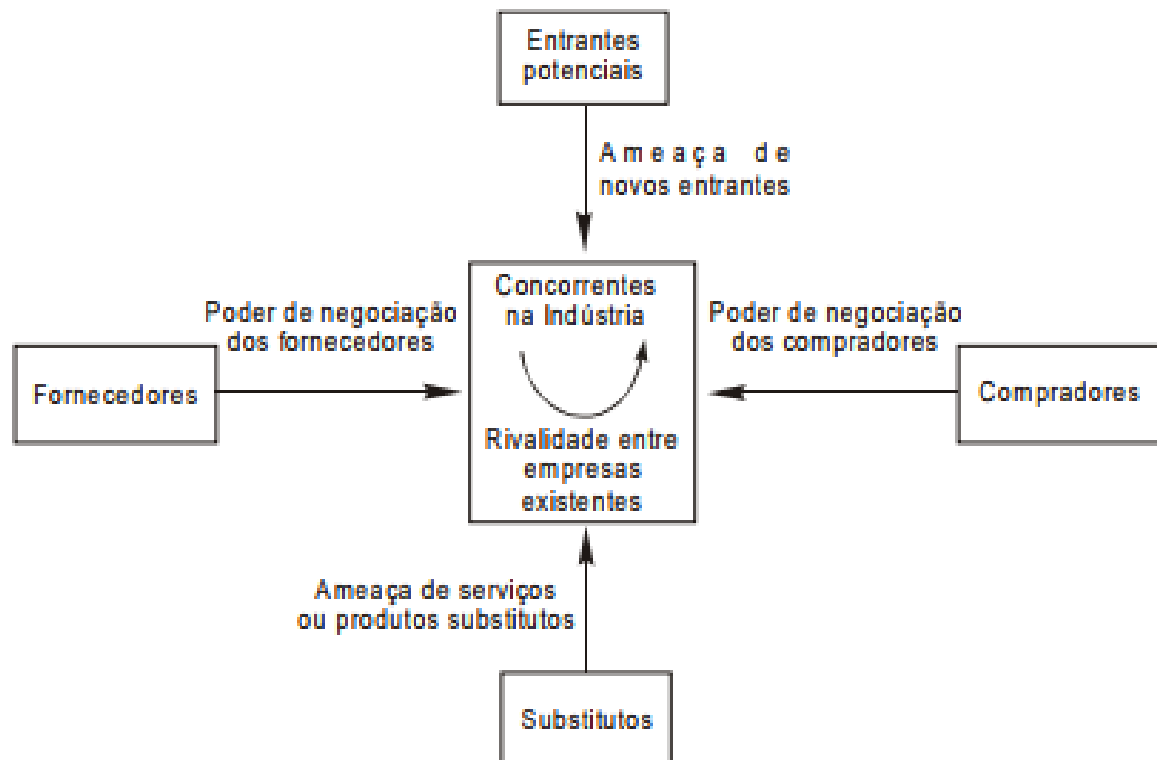 Entrantes
potenciais
Ameaça de
novos entrantes
Concorrentes
na Indústria
Poder de negociação
dos fornecedores
Poder de negociação
dos compradores
Fornecedores
Compradores
Rivalidade entre
empresas
existentes
Ameaça de serviços
ou produtos substitutos
Substitutos